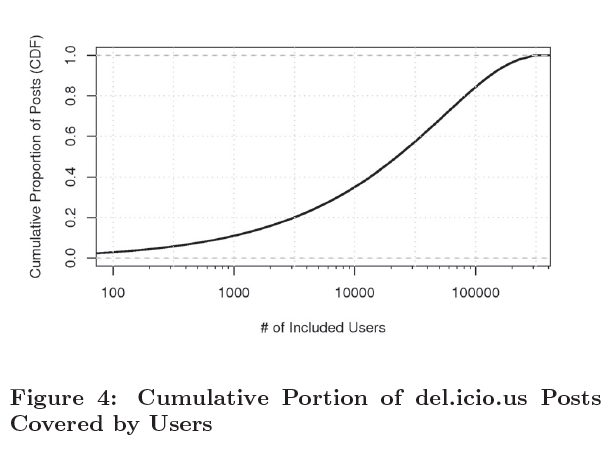 Cumulative Proportion of Posts (CDF)
1.0
0.8
0.6
0.4
0.2
0.0
100 1000 10000 100000
# of Included Users
Figure 4: Cumulative Portion of del.icio.us Posts
Covered by Users